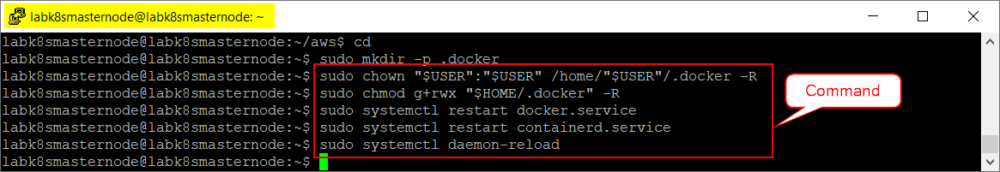 labk8smasternode@labk8smasternode: ~
labk8smasternode@labk8smasternode:~/aws$ cd
labk8smasternode@labk8smasternode:~$ sudo mkdir -p .docker
labk8smasternode@labk8smasternode:~$ sudo chown "$USER":"$USER" /home/"$USER"/.docker -R
labk8smasternode@labk8smasternode:~$ sudo chmod g+rwx "$HOME/.docker" -R
labk8smasternode@labk8smasternode:~$ sudo systemctl restart docker.service
labk8smasternode@labk8smasternode:~$ sudo systemctl restart containerd.service
labk8smasternode@labk8smasternode:~$ sudo systemctl daemon-reload
labk8smasternode@labk8smasternode:~$
Command